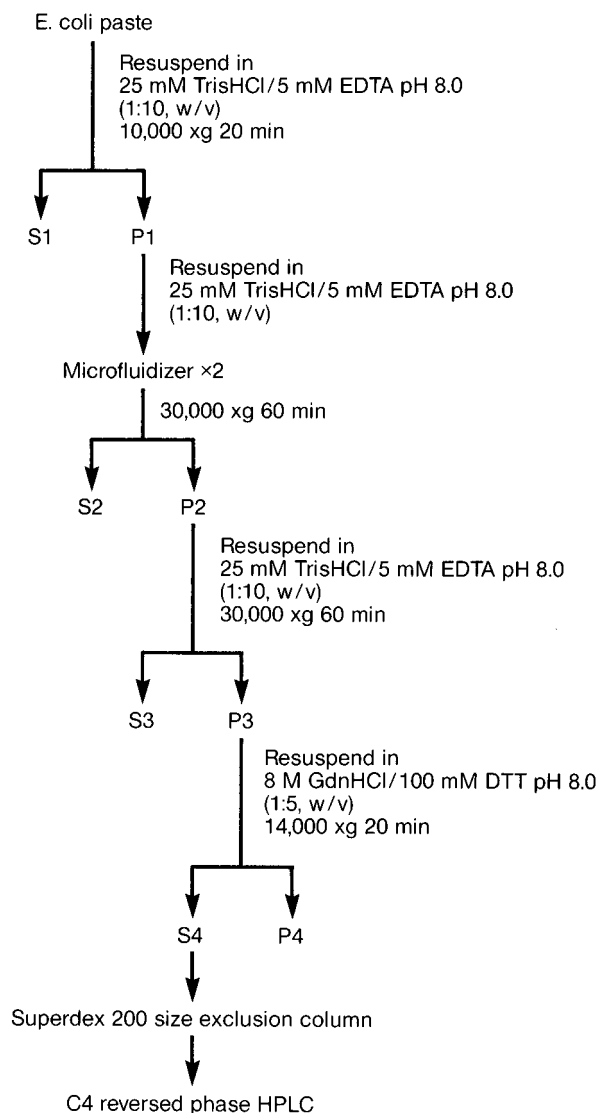 E. coli paste
Resuspend in
25 mM TrisHCl/5 mM EDTA pH 8.0
(1:10, w/v)
10,000 xg 20 min
S1
P1
Resuspend in
25 mM TrisHCl/5 mM EDTA pH 8.0
(1:10, w/v)
Microfluidizer ×2
30,000 xg 60 min
S2
P2
Resuspend in
25 mM TrisHCl/5 mM EDTA pH 8.0
(1:10, w/v)
30,000 xg 60 min
S3
P3
Resuspend in
8 M GdnHCl/100 mM DTT pH 8.0
(1:5, w/v)
14,000 xg 20 min
S4
P4
Superdex 200 size exclusion column
C4 reversed phase HPLC